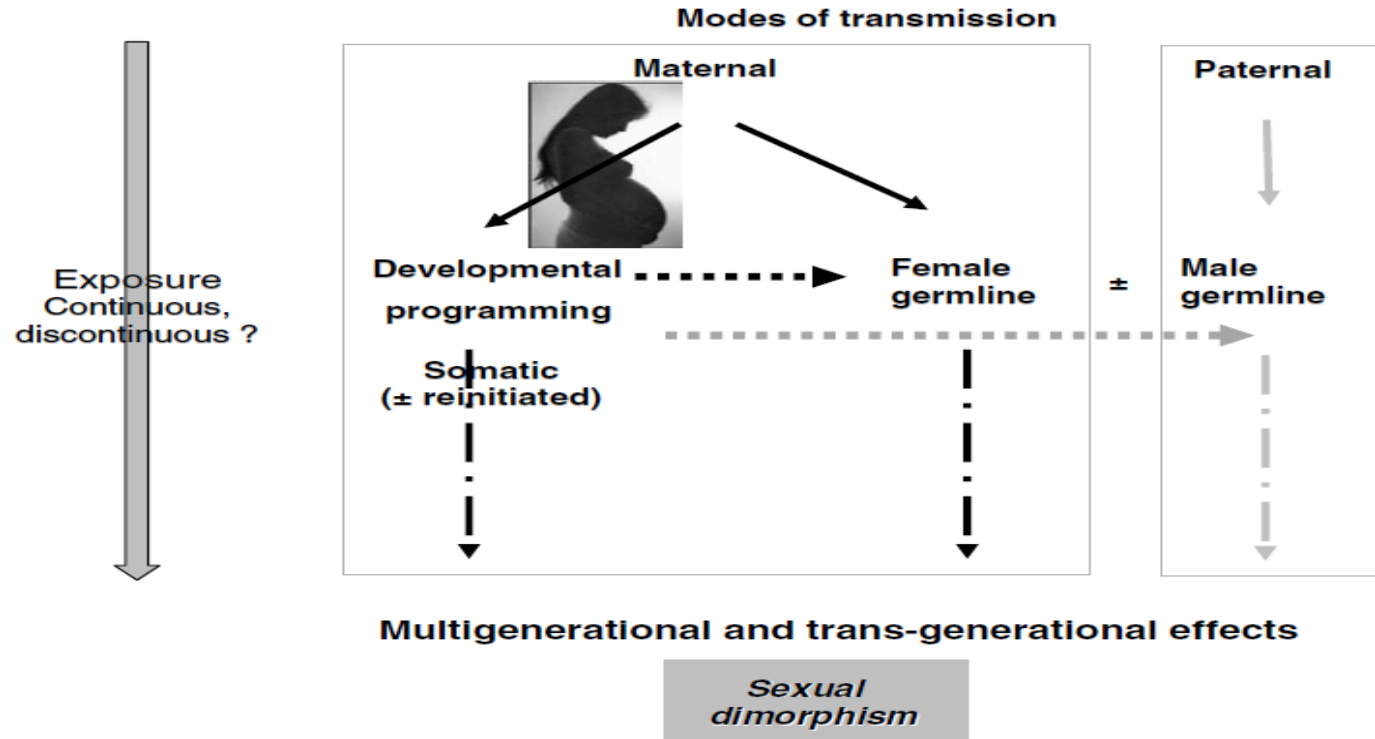 Modes of transmission
Maternal
Paternal
Exposure
Continuous,
discontinuous ?
Developmental
programming
Somatic
(± reinitiated)
Female
germline
±
Male
germline
Multigenerational and trans-generational effects
Sexual
dimorphism